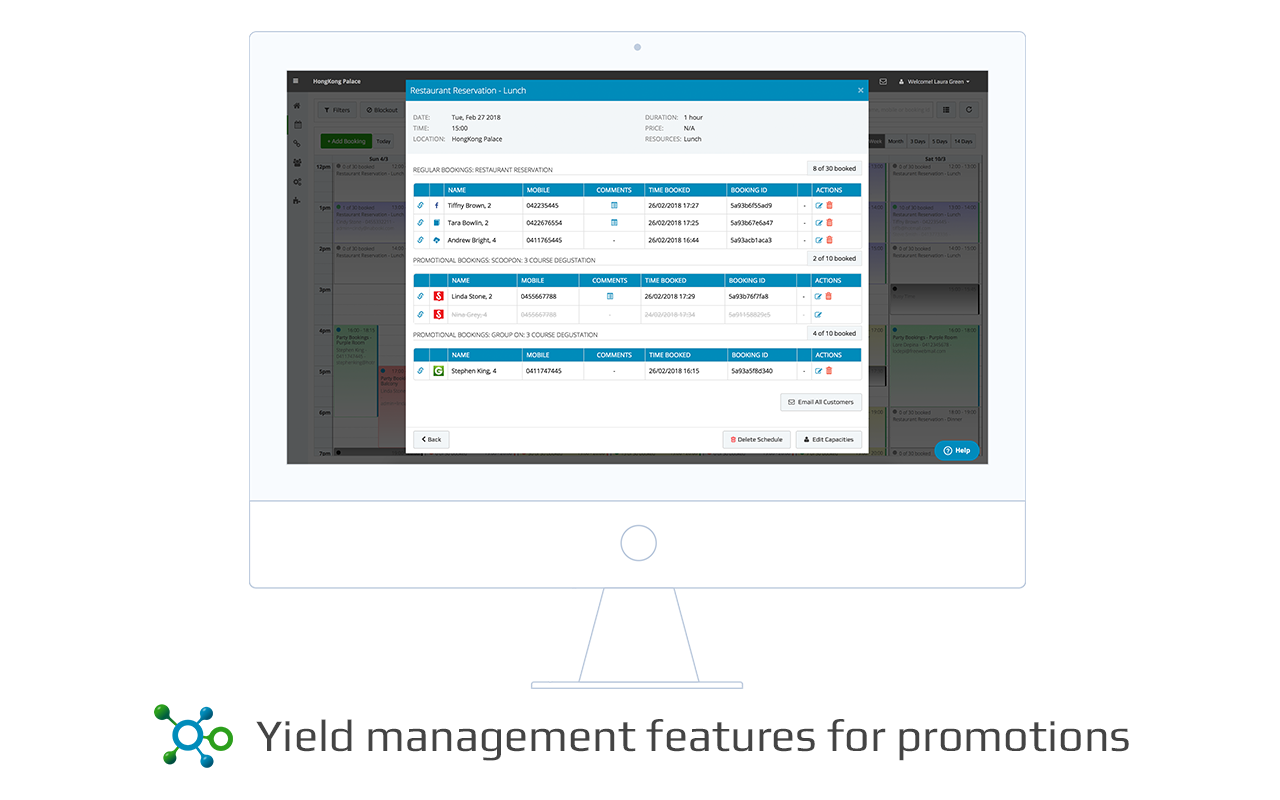 HongKong Palace
Welcome! Laura Green
Filters
Blockout
+ Add Booking
Today
Week
Month
3 Days
5 Days
14 Days
Sun 4/3
Sat 10/3
Restaurant Reservation - Lunch
×
DATE: Tue, Feb 27 2018
DURATION: 1 hour
TIME: 15:00
PRICE: N/A
LOCATION: HongKong Palace
RESOURCES: Lunch
REGULAR BOOKINGS: RESTAURANT RESERVATION
8 of 30 booked
NAME MOBILE COMMENTS TIME BOOKED BOOKING ID ACTIONS
Tiffny Brown, 2 042235445 26/02/2018 17:27 5a93b6f55ad9 -
Tara Bowlin, 2 0422676554 26/02/2018 17:25 5a93b67e6a47 -
Andrew Bright, 4 0411765445 - 26/02/2018 16:44 5a93acb1aca3 -
PROMOTIONAL BOOKINGS: SCOOPON: 3 COURSE DEGUSTATION
2 of 10 booked
NAME MOBILE COMMENTS TIME BOOKED BOOKING ID ACTIONS
Linda Stone, 2 0455667788 26/02/2018 17:29 5a93b76f7fa8 -
Nina Grey, 4 0455667788 - 24/02/2018 17:34 5a91158825c5 -
PROMOTIONAL BOOKINGS: GROUP ON: 3 COURSE DEGUSTATION
4 of 10 booked
NAME MOBILE COMMENTS TIME BOOKED BOOKING ID ACTIONS
Stephen King, 4 0411747445 - 26/02/2018 16:15 5a93a5f8d340 -
Email All Customers
Back
Delete Schedule
Edit Capacities
12pm
1pm
2pm
3pm
4pm
5pm
6pm
7pm
Help
Yield management features for promotions